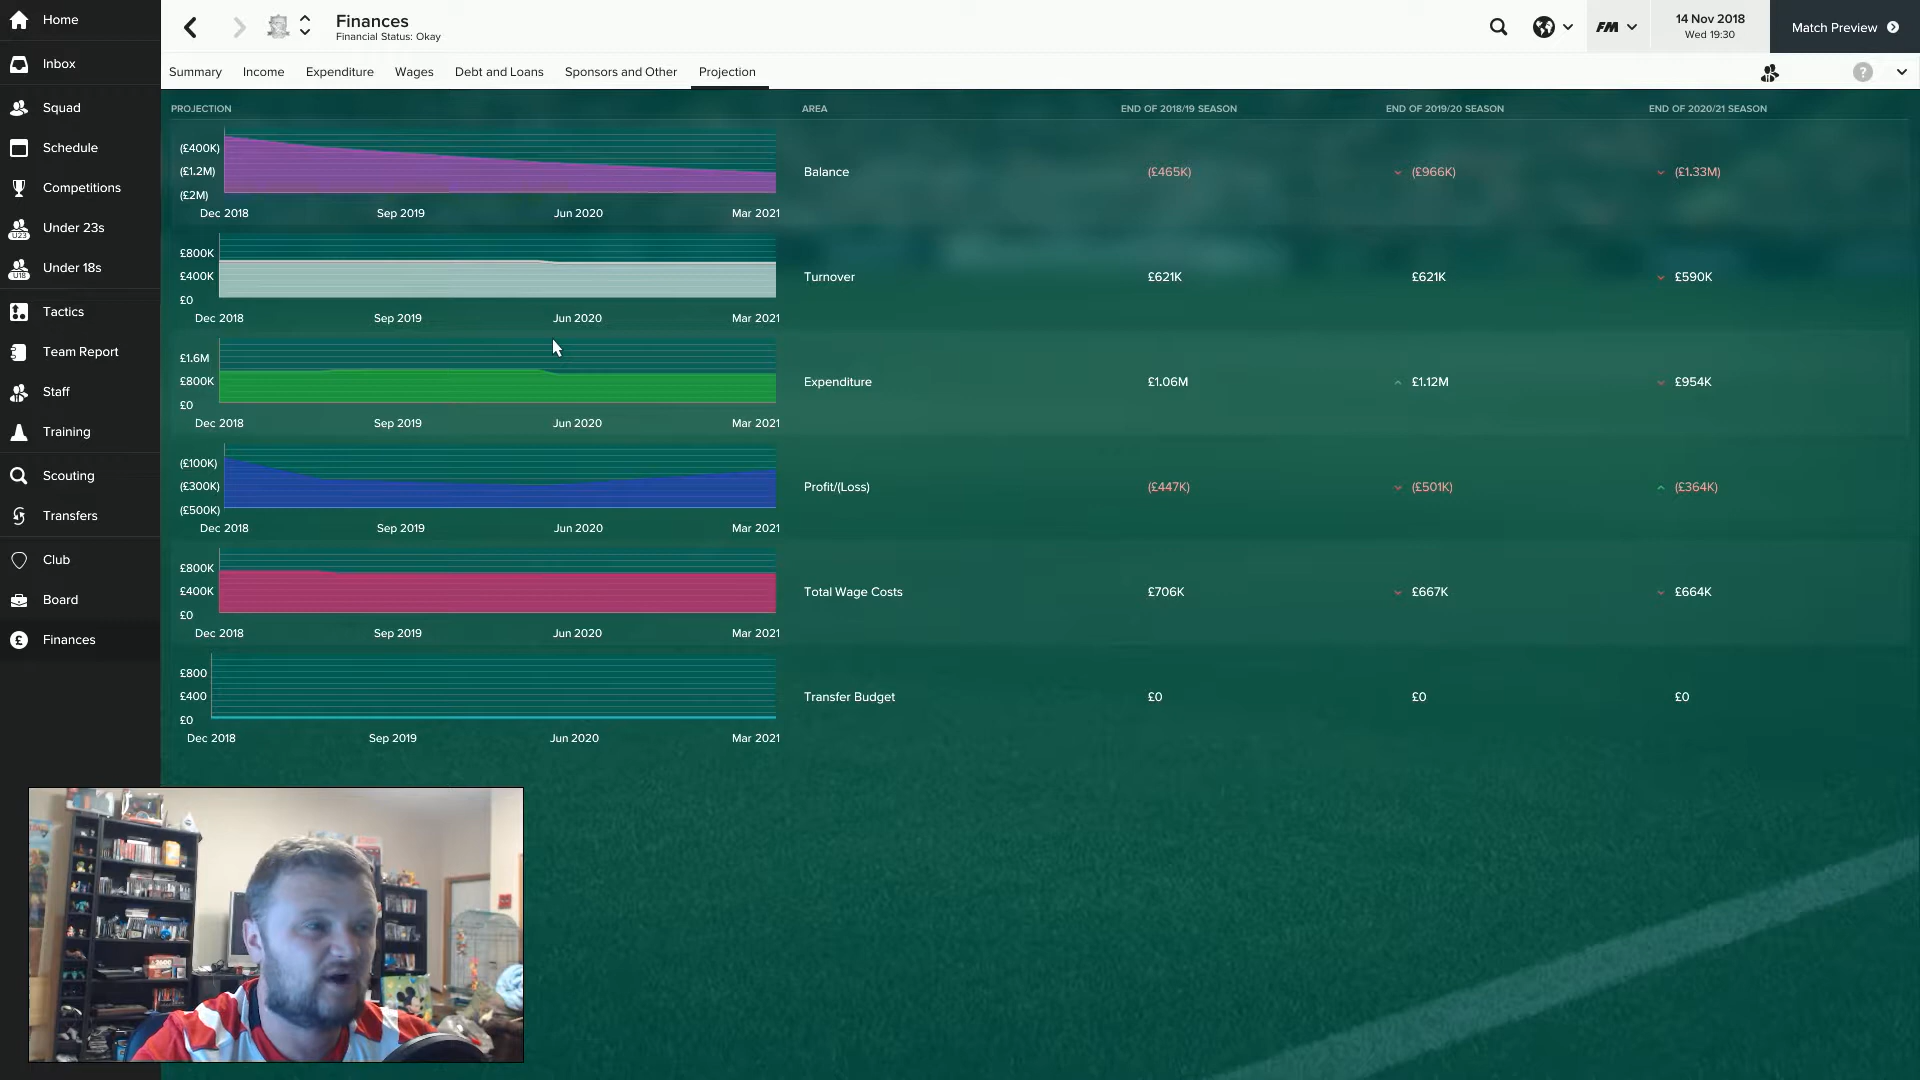 Home
Inbox
Squad
Schedule
Competitions
Under 23s
Under 18s
Tactics
Team Report
Staff
Training
Scouting
Transfers
Club
Board
Finances
Finances
Financial Status: Okay
FM
14 Nov 2018
Wed 19:30
Match Preview
Summary Income Expenditure Wages Debt and Loans Sponsors and Other Projection
?
PROJECTION AREA END OF 2018/19 SEASON END OF 2019/20 SEASON END OF 2020/21 SEASON
(£400K)
(£1.2M)
(£2M)
Dec 2018 Sep 2019 Jun 2020 Mar 2021
Balance (£465K) (£966K) (£1.33M)
£800K
£400K
£0
Dec 2018 Sep 2019 Jun 2020 Mar 2021
Turnover £621K £621K £590K
£1.6M
£800K
£0
Dec 2018 Sep 2019 Jun 2020 Mar 2021
Expenditure £1.06M £1.12M £954K
(£100K)
(£300K)
(£500K)
Dec 2018 Sep 2019 Jun 2020 Mar 2021
Profit/(Loss) (£447K) (£501K) (£364K)
£800K
£400K
£0
Dec 2018 Sep 2019 Jun 2020 Mar 2021
Total Wage Costs £706K £667K £664K
£800
£400
£0
Dec 2018 Sep 2019 Jun 2020 Mar 2021
Transfer Budget £0 £0 £0